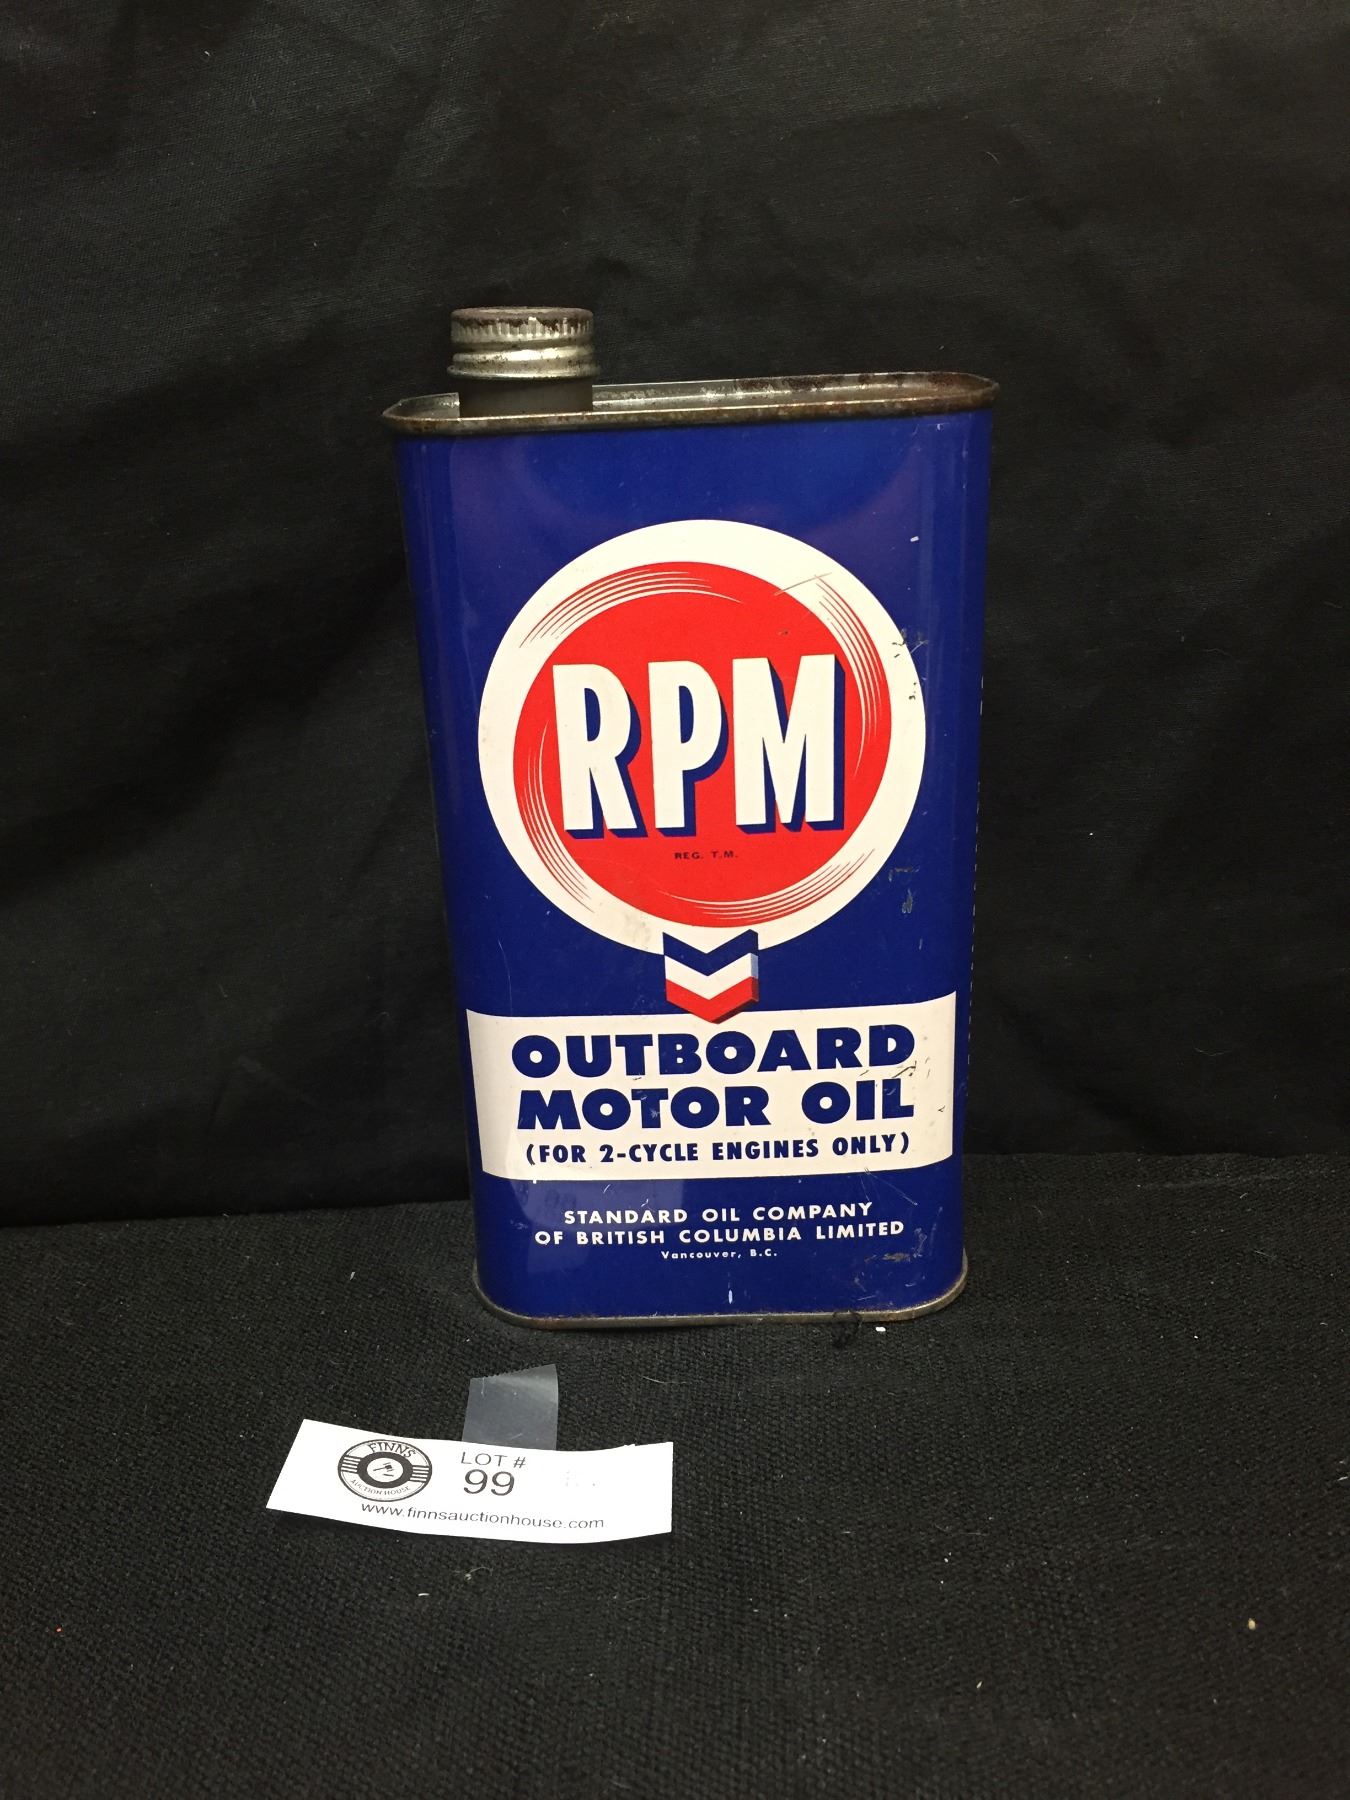 RPM
REG. T.M.
OUTBOARD
MOTOR OIL
(FOR 2-CYCLE ENGINES ONLY)
STANDARD OIL COMPANY
OF BRITISH COLUMBIA LIMITED
Vancouver, B.C.
FINNS
AUCTION HOUSE
LOT #
99
www.finnsauctionhouse.com